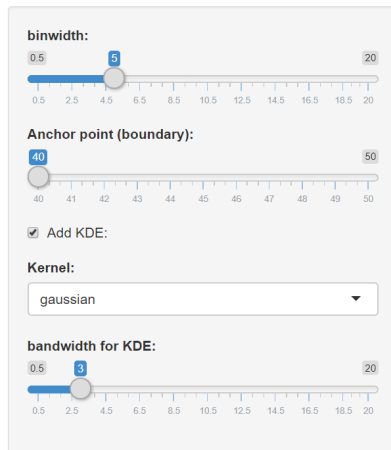 binwidth:
0.5 5 20
0.5 2.5 4.5 6.5 8.5 10.5 12.5 14.5 16.5 18.5 20
Anchor point (boundary):
40 50
40 41 42 43 44 45 46 47 48 49 50
Add KDE:
Kernel:
gaussian
bandwidth for KDE:
0.5 3 20
0.5 2.5 4.5 6.5 8.5 10.5 12.5 14.5 16.5 18.5 20